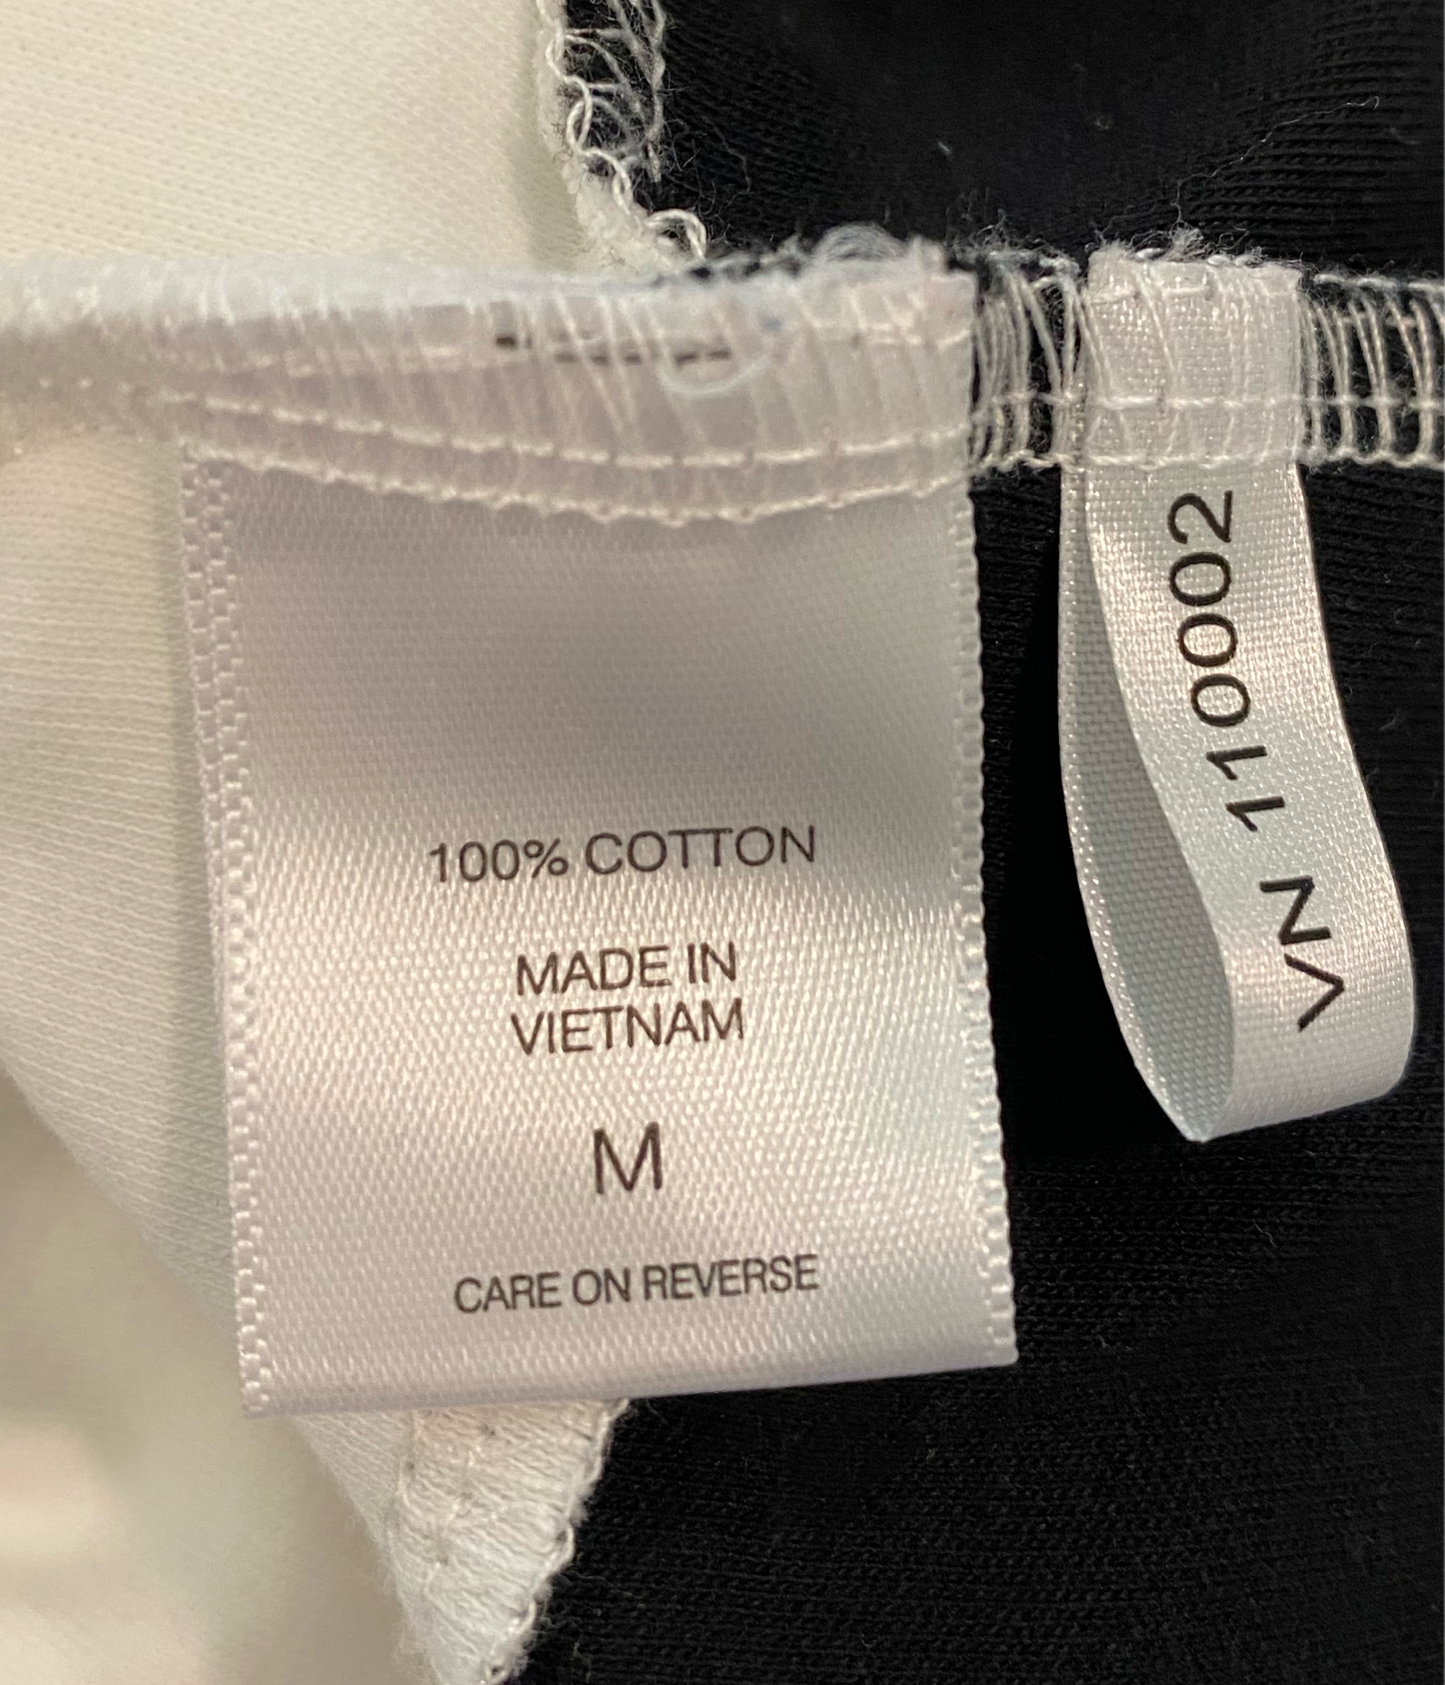 100% COTTON
MADE IN
VIETNAM
M
CARE ON REVERSE
VN 110002